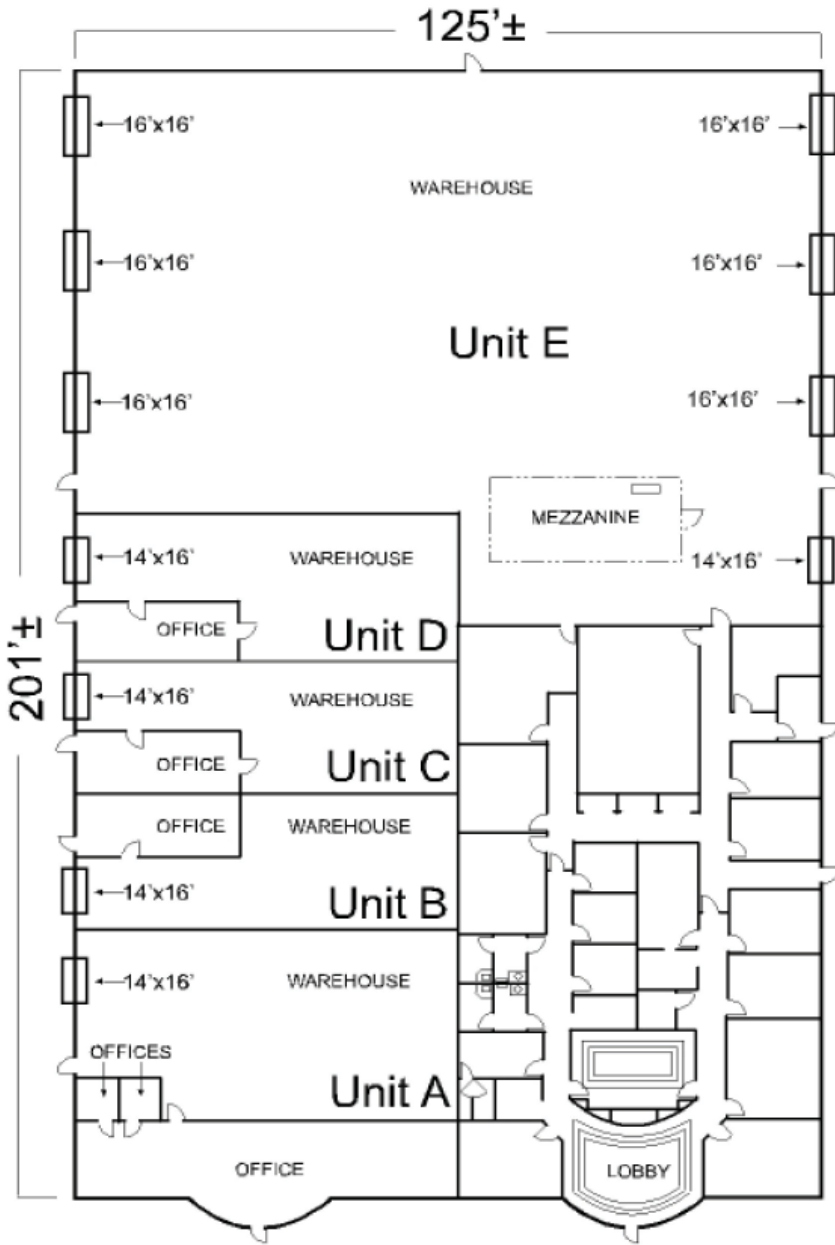 125'±
16'x16'
16'x16'
WAREHOUSE
16'x16'
16'x16'
Unit E
16'x16'
16'x16'
MEZZANINE
14'x16'
WAREHOUSE
14'x16'
OFFICE
Unit D
201'±
14'x16'
WAREHOUSE
OFFICE
Unit C
OFFICE
WAREHOUSE
14'x16'
Unit B
14'x16'
WAREHOUSE
OFFICES
Unit A
OFFICE
LOBBY